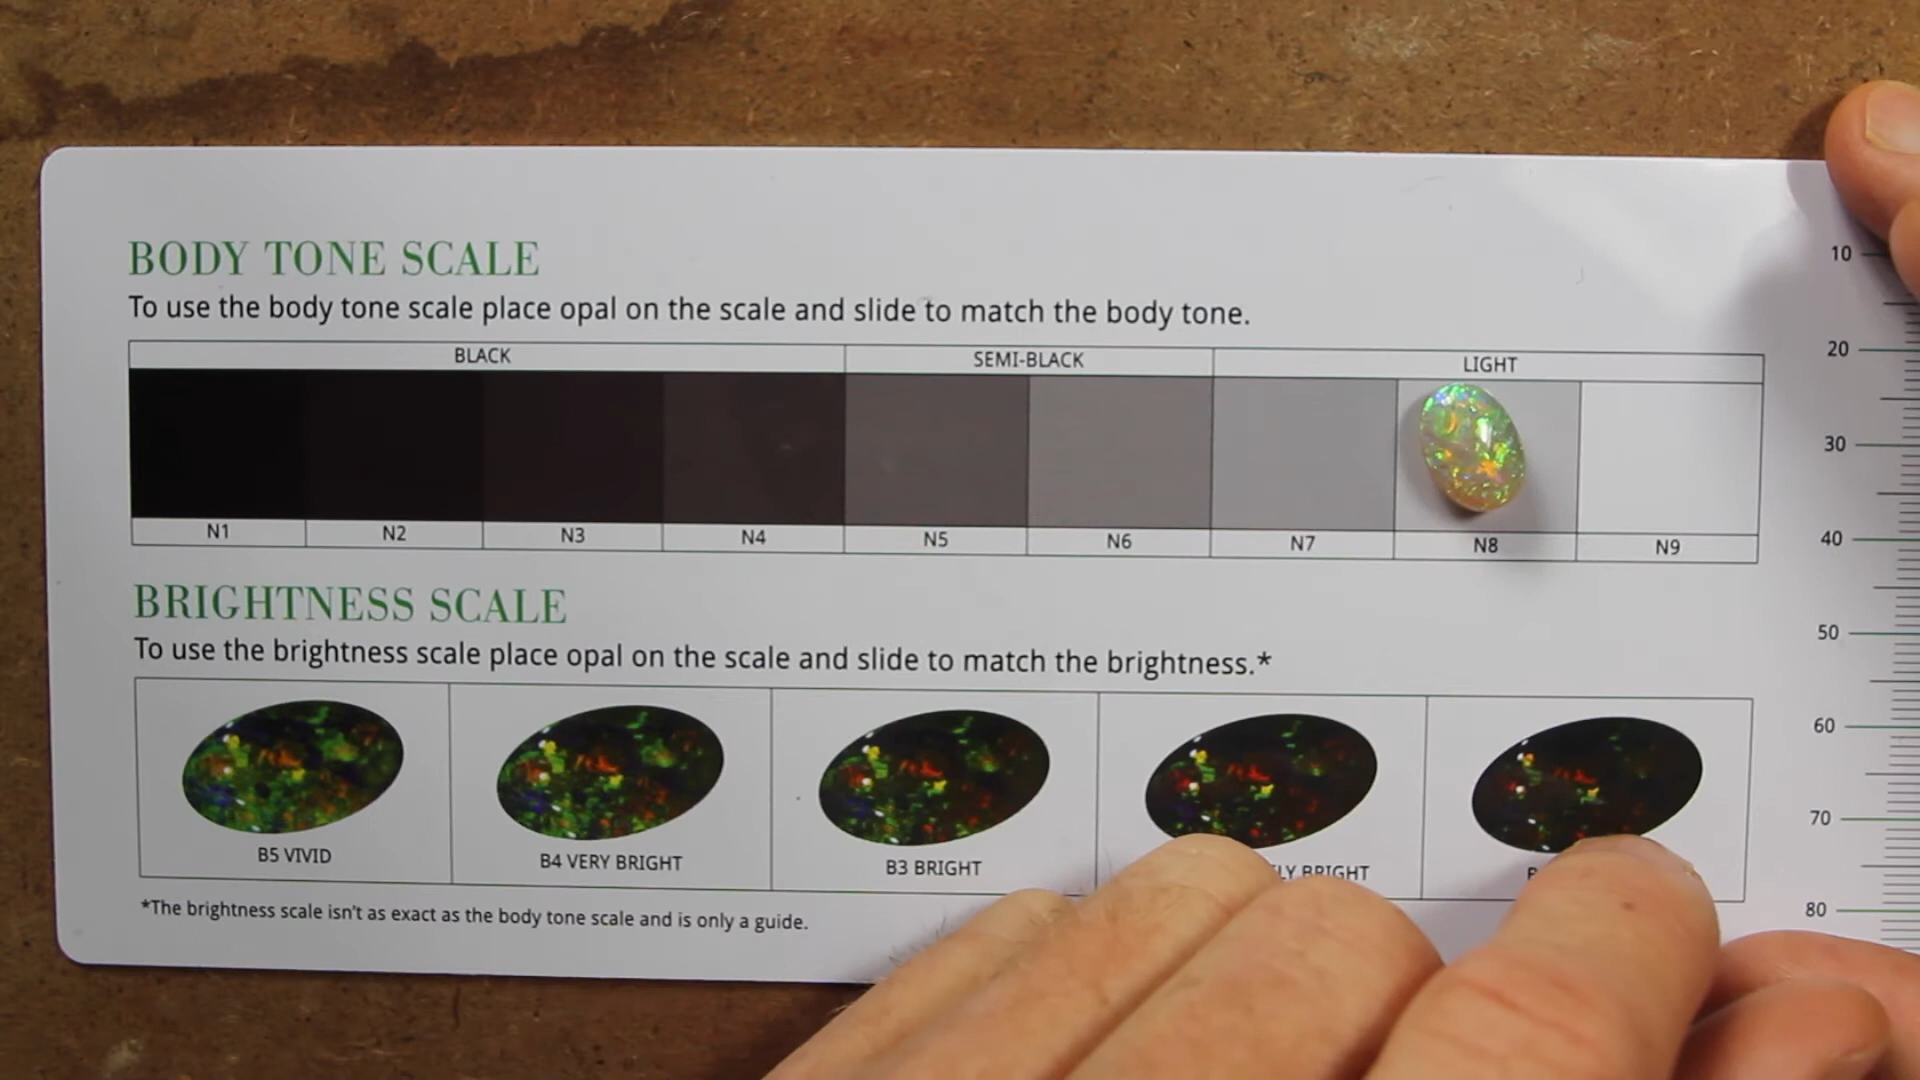 BODY TONE SCALE
To use the body tone scale place opal on the scale and slide to match the body tone.
BLACK SEMI-BLACK LIGHT
N1 N2 N3 N4 N5 N6 N7 N8 N9
BRIGHTNESS SCALE
To use the brightness scale place opal on the scale and slide to match the brightness.*
B5 VIVID B4 VERY BRIGHT B3 BRIGHT BRIGHT
*The brightness scale isn't as exact as the body tone scale and is only a guide.
10
20
30
40
50
60
70
80